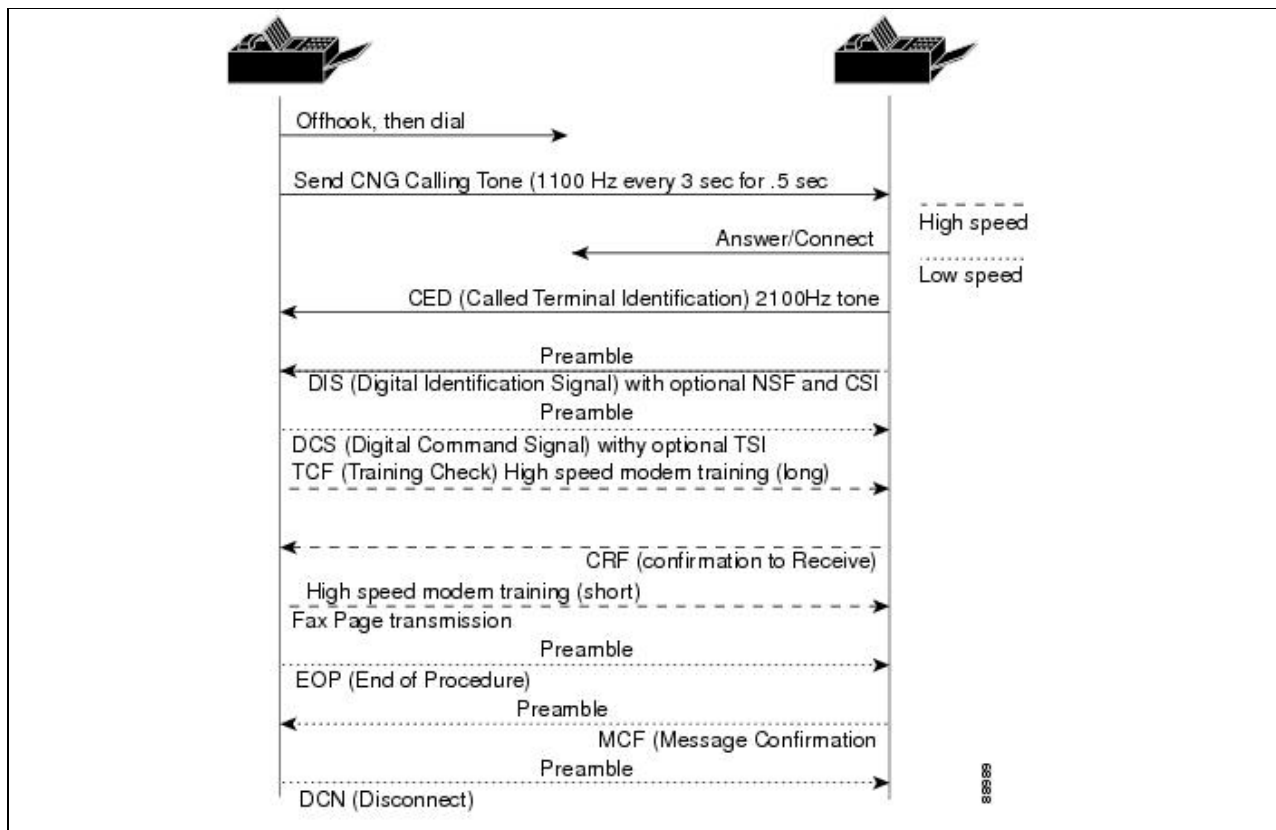 Offhook, then dial
Send CNG Calling Tone (1100 Hz every 3 sec for .5 sec
High speed
Answer/Connect
Low speed
CED (Called Terminal Identification) 2100Hz tone
Preamble
DIS (Digital Identification Signal) with optional NSF and CSI
Preamble
DCS (Digital Command Signal) withy optional TSI
TCF (Training Check) High speed modern training (long)
CRF (confirmation to Receive)
High speed modern training (short)
Fax Page transmission
Preamble
EOP (End of Procedure)
Preamble
MCF (Message Confirmation
Preamble
DCN (Disconnect)